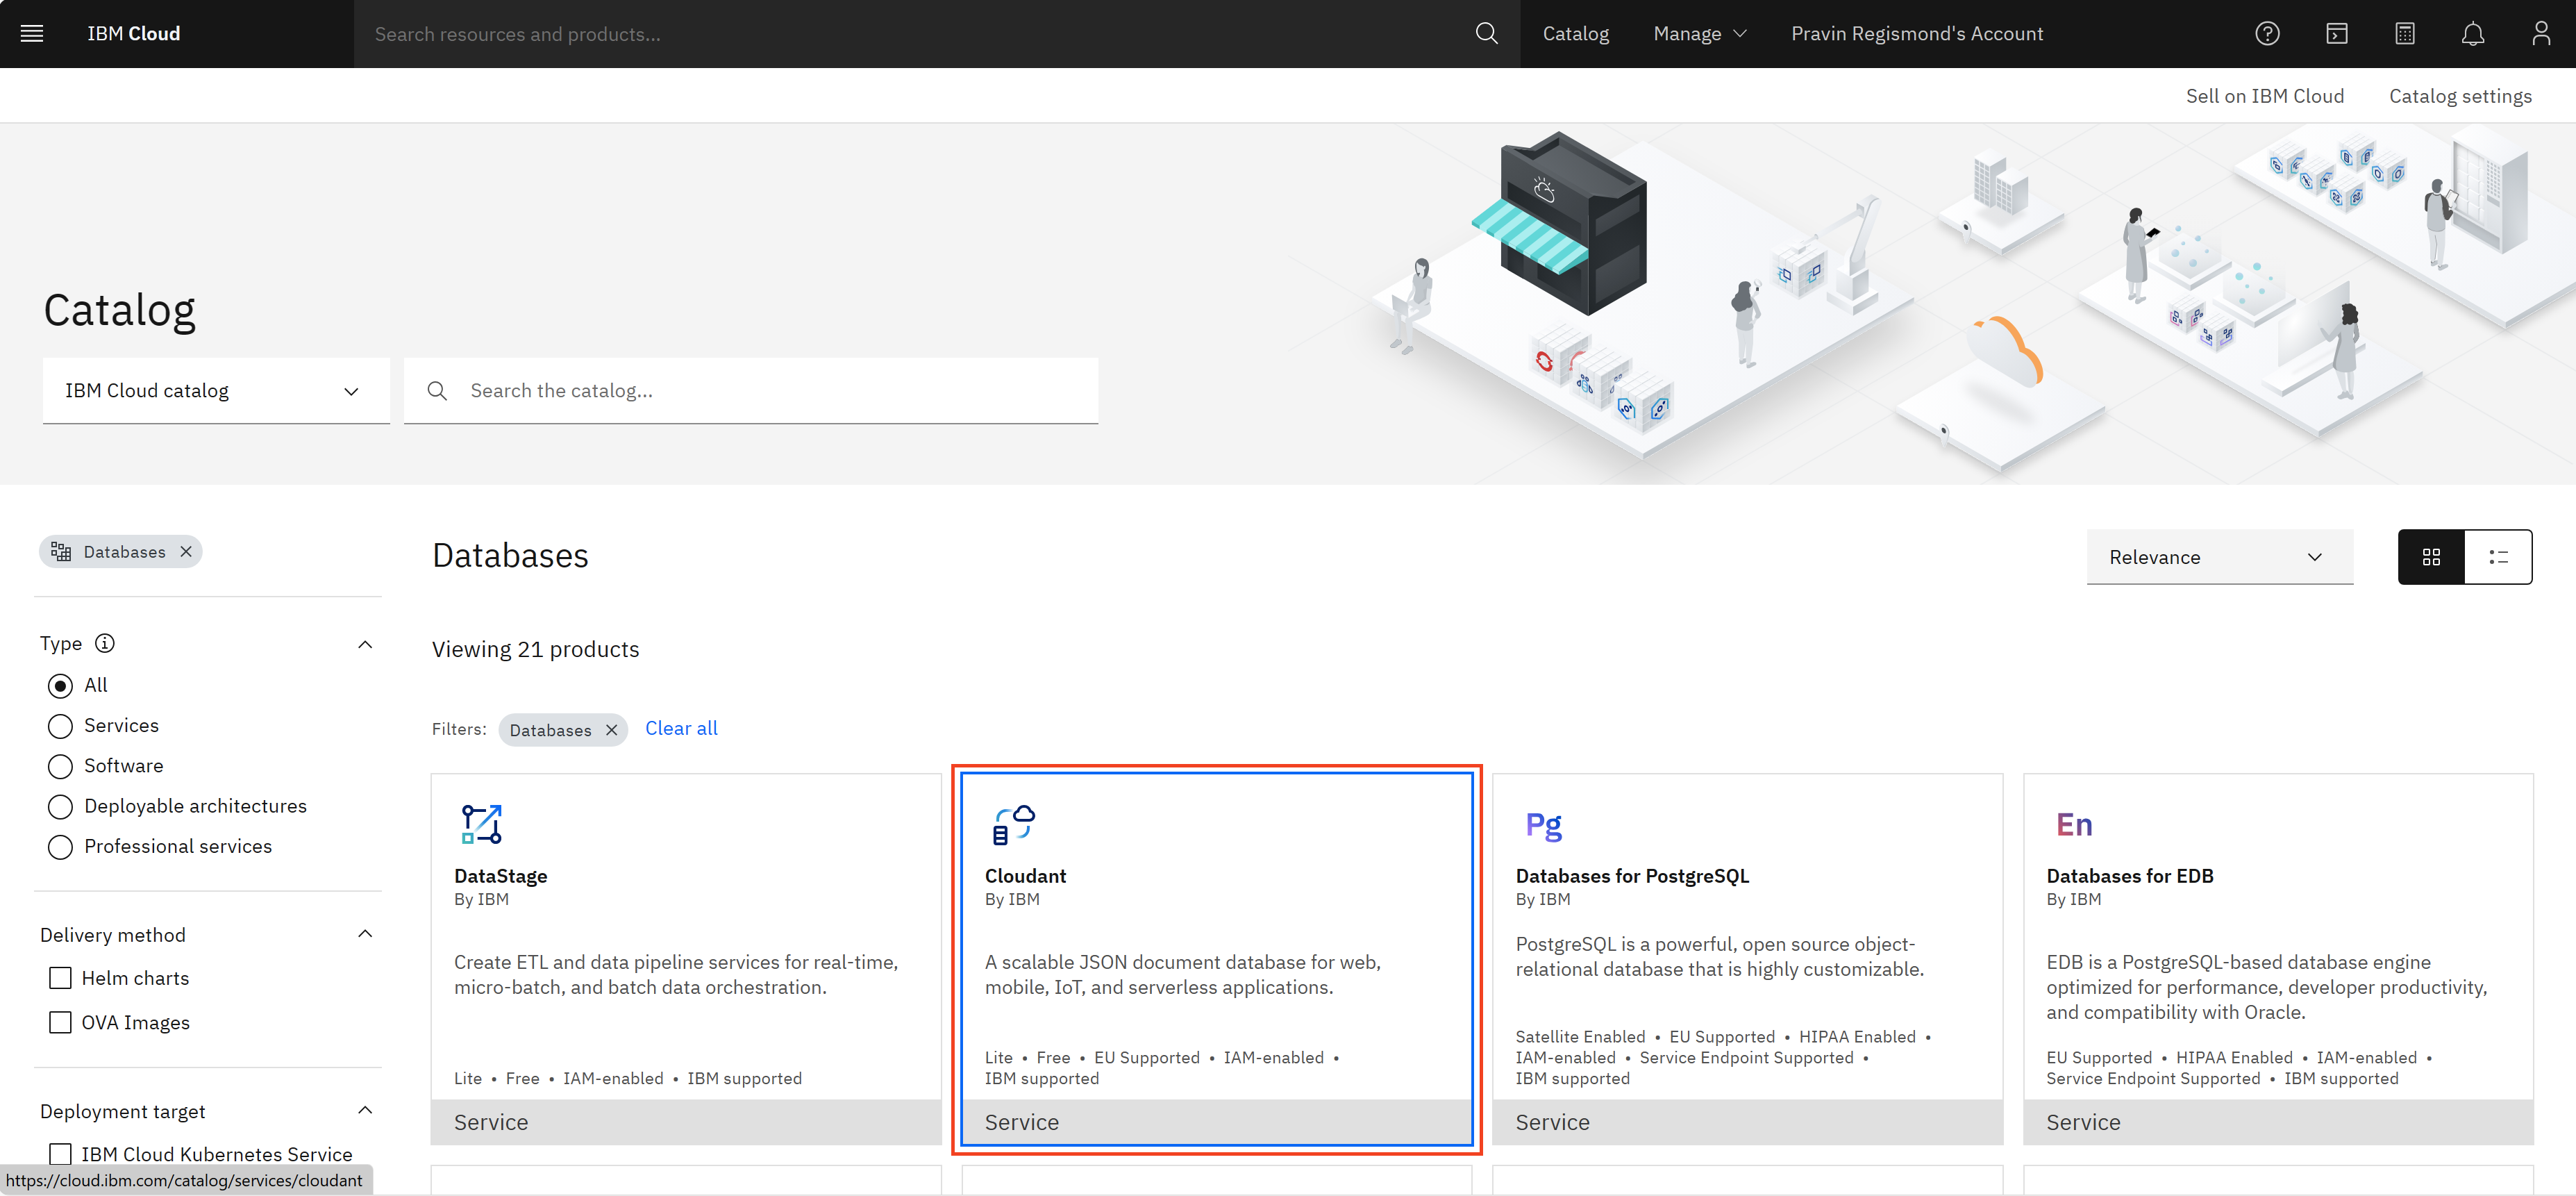 IBM Cloud
Search resources and products...
Catalog
Manage
Pravin Regismond's Account
Sell on IBM Cloud
Catalog settings
Catalog
IBM Cloud catalog
Search the catalog...
Databases
Type
All
Services
Software
Deployable architectures
Professional services
Delivery method
Helm charts
OVA Images
Deployment target
IBM Cloud Kubernetes Service
https://cloud.ibm.com/catalog/services/cloudant
Databases
Relevance
Viewing 21 products
Filters:
Databases
Clear all
DataStage
By IBM
Create ETL and data pipeline services for real-time,
micro-batch, and batch data orchestration.
Lite • Free • IAM-enabled • IBM supported
Service
Cloudant
By IBM
A scalable JSON document database for web,
mobile, IoT, and serverless applications.
Lite • Free • EU Supported • IAM-enabled •
IBM supported
Service
Pg
Databases for PostgreSQL
By IBM
PostgreSQL is a powerful, open source object-
relational database that is highly customizable.
Satellite Enabled • EU Supported • HIPAA Enabled •
IAM-enabled • Service Endpoint Supported •
IBM supported
Service
En
Databases for EDB
By IBM
EDB is a PostgreSQL-based database engine
optimized for performance, developer productivity,
and compatibility with Oracle.
EU Supported • HIPAA Enabled • IAM-enabled •
Service Endpoint Supported • IBM supported
Service